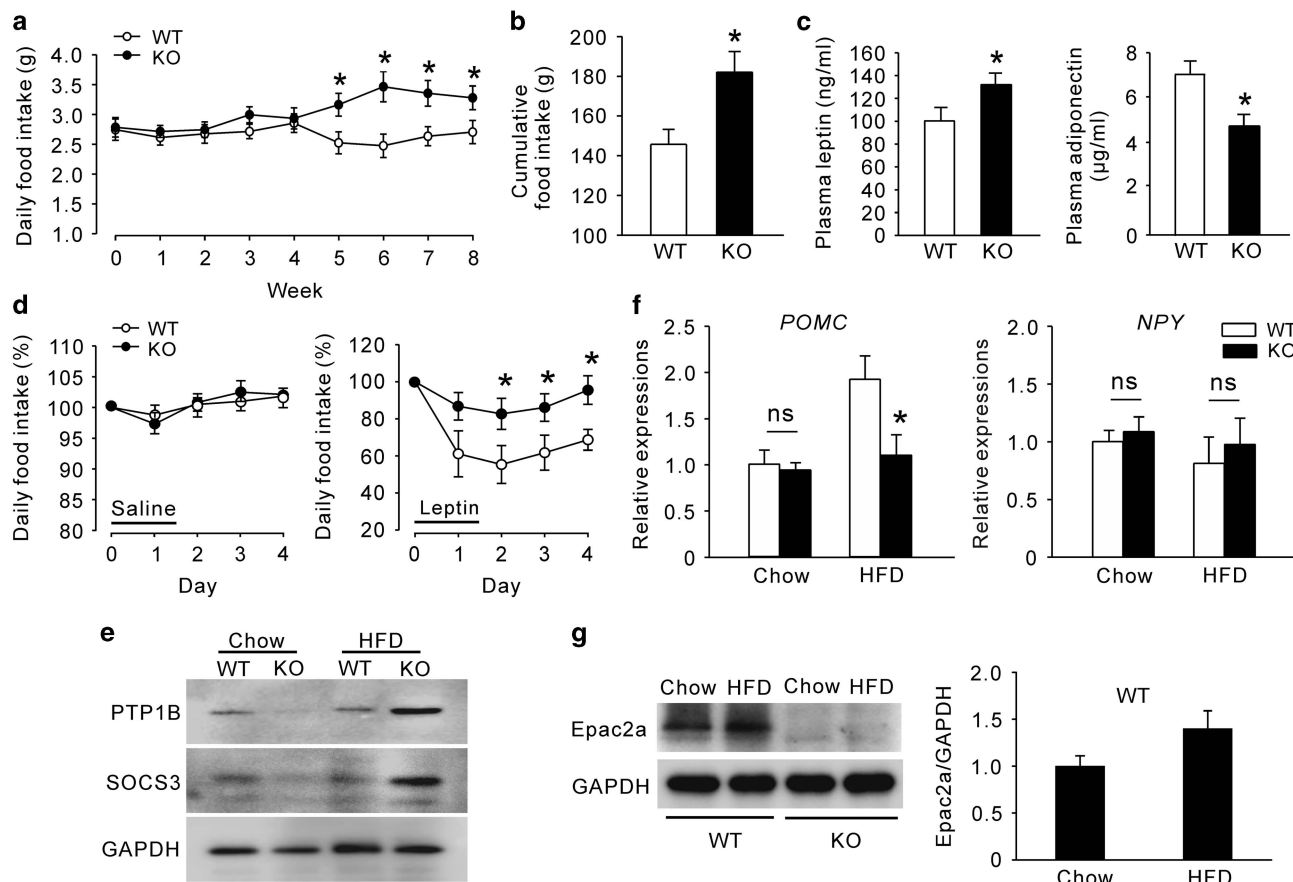 a
WT
KO
Daily food intake (g)
4.0
3.5
3.0
2.5
2.0
1.5
1.0
* * * *
0 1 2 3 4 5 6 7 8
Week
b
Cumulative
food intake (g)
200
180
160
140
120
100
*
WT KO
c
Plasma leptin (ng/ml)
160
140
120
100
80
60
40
20
0
*
WT KO
Plasma adiponectin
(µg/ml)
8
6
4
2
0
*
WT KO
d
WT
KO
Daily food intake (%)
110
105
100
95
90
85
80
Saline
0 1 2 3 4
Day
Daily food intake (%)
120
100
80
60
40
20
* * *
Leptin
0 1 2 3 4
Day
f
POMC
Relative expressions
2.5
2.0
1.5
1.0
0.5
0
ns
*
Chow HFD
NPY
WT
KO
Relative expressions
2.0
1.5
1.0
0.5
0
ns ns
Chow HFD
e
Chow HFD
WT KO WT KO
PTP1B
SOCS3
GAPDH
g
Chow HFD Chow HFD
Epac2a
GAPDH
WT KO
Epac2a/GAPDH
2.0
1.5
1.0
0.5
0
WT
Chow HFD